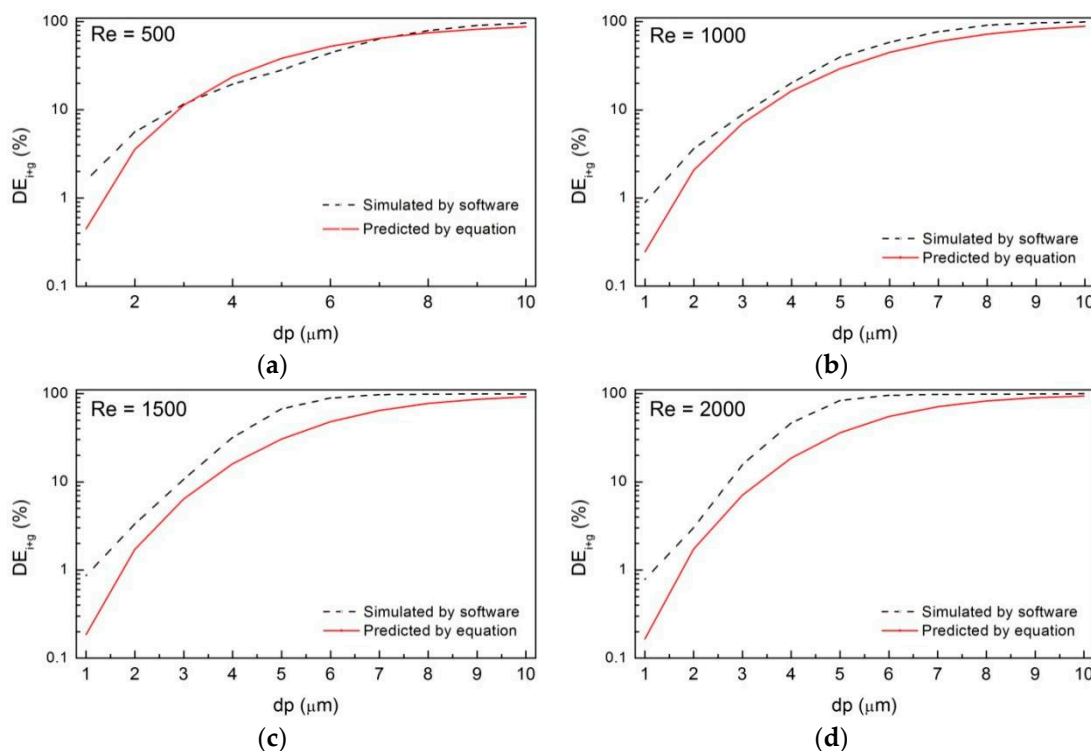 Re = 500
100
10
1
0.1
DEi+g (%)
Simulated by software
Predicted by equation
2 4 6 8 10
dp (μm)
(a)
Re = 1000
100
10
1
0.1
DEi+g (%)
Simulated by software
Predicted by equation
1 2 3 4 5 6 7 8 9 10
dp (μm)
(b)
Re = 1500
100
10
1
0.1
DEi+g (%)
Simulated by software
Predicted by equation
1 2 3 4 5 6 7 8 9 10
dp (μm)
(c)
Re = 2000
100
10
1
0.1
DEi+g (%)
Simulated by software
Predicted by equation
1 2 3 4 5 6 7 8 9 10
dp (μm)
(d)